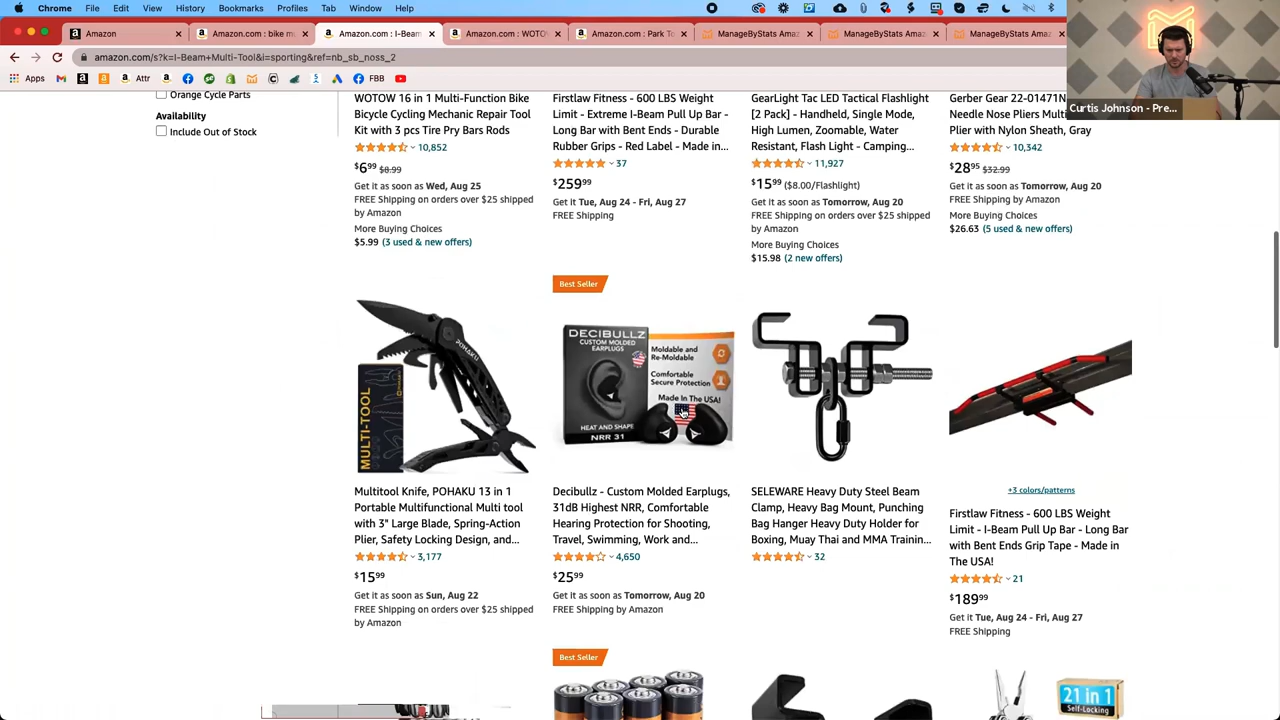 Chrome File Edit View History Bookmarks Profiles Tab Window Help
Amazon
Amazon.com : bike mu
Amazon.com : I-Beam
Amazon.com : WOTOW
Amazon.com : Park To
ManageByStats Amaz
ManageByStats Amaz
ManageByStats Amaz
amazon.com/s?k=I-Beam+Multi-Tool&i=sporting&ref=nb_sb_noss_2
Apps Attr FBB
Curtis Johnson - Pre...
Orange Cycle Parts
Availability
Include Out of Stock
WOTOW 16 in 1 Multi-Function Bike
Bicycle Cycling Mechanic Repair Tool
Kit with 3 pcs Tire Pry Bars Rods
10,852
$6.99 $8.99
Get it as soon as Wed, Aug 25
FREE Shipping on orders over $25 shipped
by Amazon
More Buying Choices
$5.99 (3 used & new offers)
Firstlaw Fitness - 600 LBS Weight
Limit - Extreme I-Beam Pull Up Bar -
Long Bar with Bent Ends - Durable
Rubber Grips - Red Label - Made in...
37
$259.99
Get it Tue, Aug 24 - Fri, Aug 27
FREE Shipping
GearLight Tac LED Tactical Flashlight
[2 Pack] - Handheld, Single Mode,
High Lumen, Zoomable, Water
Resistant, Flash Light - Camping...
11,927
$15.99 ($8.00/Flashlight)
Get it as soon as Tomorrow, Aug 20
FREE Shipping on orders over $25 shipped
by Amazon
More Buying Choices
$15.98 (2 new offers)
Gerber Gear 22-01471N
Needle Nose Pliers Multi
Plier with Nylon Sheath, Gray
10,342
$28.95 $32.99
Get it as soon as Tomorrow, Aug 20
FREE Shipping by Amazon
More Buying Choices
$26.63 (5 used & new offers)
POHAKU
MULTI-TOOL
Multitool Knife, POHAKU 13 in 1
Portable Multifunctional Multi tool
with 3" Large Blade, Spring-Action
Plier, Safety Locking Design, and...
3,177
$15.99
Get it as soon as Sun, Aug 22
FREE Shipping on orders over $25 shipped
by Amazon
Best Seller
DECIBULLZ
CUSTOM MOLDED
EARPLUGS
HEAT AND SHAPE
NRR 31
Moldable and
Re-Moldable
Comfortable
Secure Protection
Made In The USA!
Decibullz - Custom Molded Earplugs,
31dB Highest NRR, Comfortable
Hearing Protection for Shooting,
Travel, Swimming, Work and...
4,650
$25.99
Get it as soon as Tomorrow, Aug 20
FREE Shipping by Amazon
SELEWARE Heavy Duty Steel Beam
Clamp, Heavy Bag Mount, Punching
Bag Hanger Heavy Duty Holder for
Boxing, Muay Thai and MMA Trainin...
32
+3 colors/patterns
Firstlaw Fitness - 600 LBS Weight
Limit - I-Beam Pull Up Bar - Long Bar
with Bent Ends Grip Tape - Made in
The USA!
21
$189.99
Get it Tue, Aug 24 - Fri, Aug 27
FREE Shipping
Best Seller
21 in 1
Self-Locking